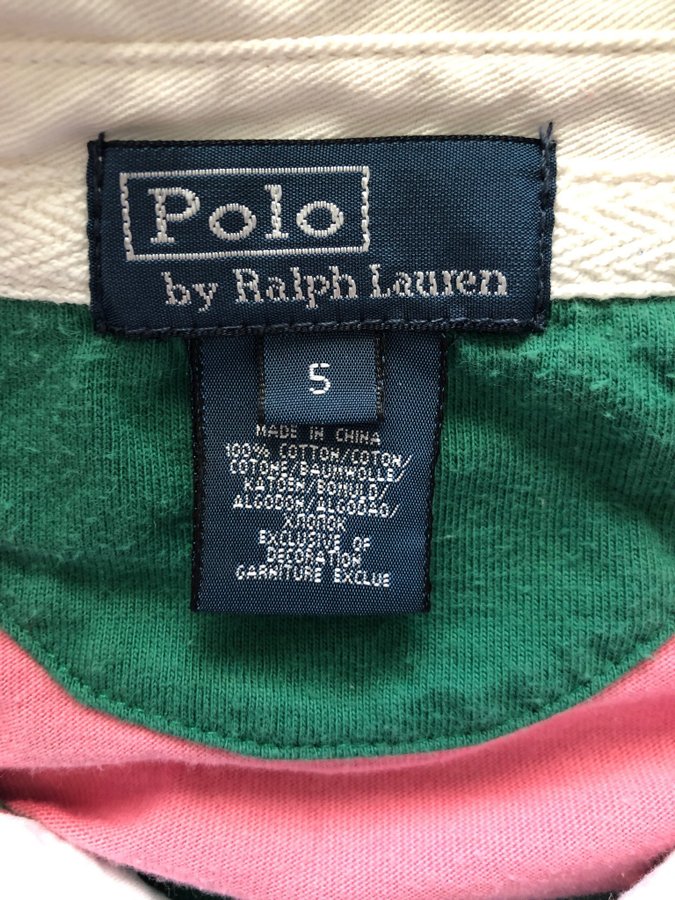 Polo
by Ralph Lauren
5
MADE IN CHINA
100% COTTON/COTON/
COTONE/BAUMWOLLE/
KATOEN/BOMULD/
ALGODON/ALGODAO/
ХЛОПОК
EXCLUSIVE OF
DECORATION
GARNITURE EXCLUE